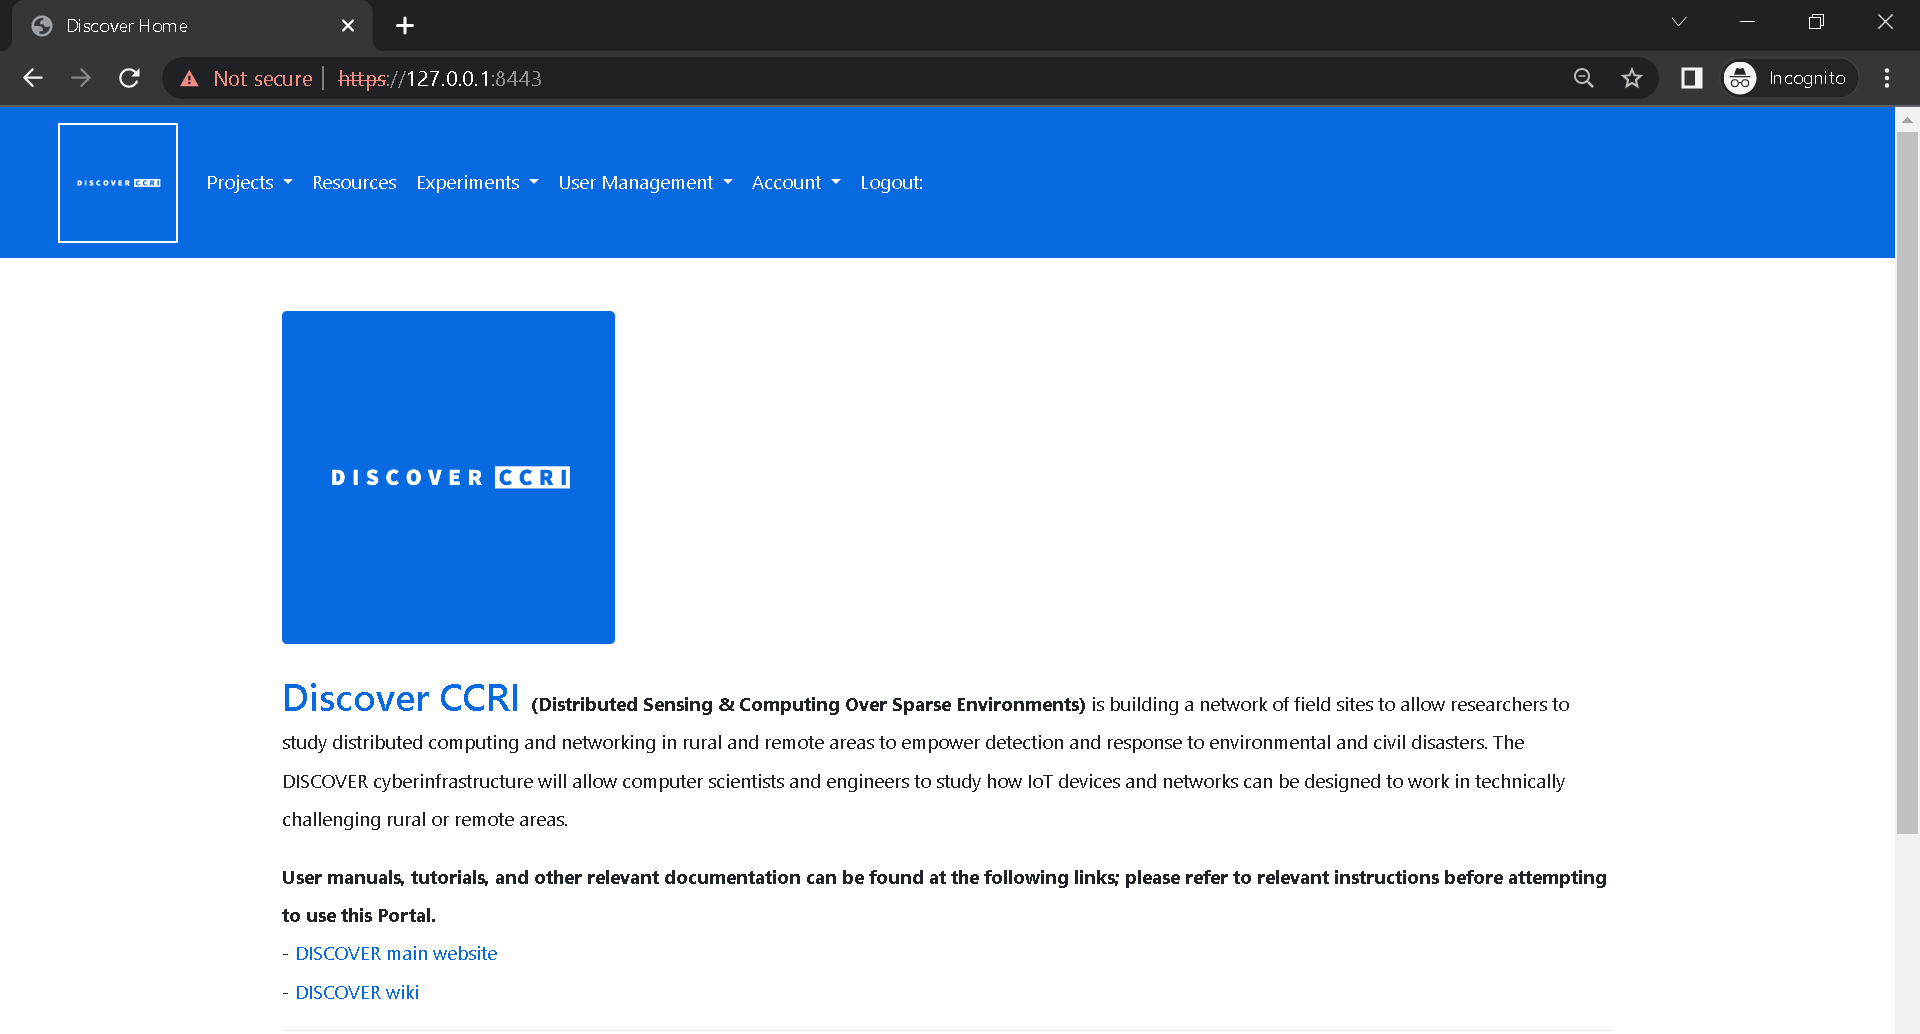 Discover Home
Not secure https://127.0.0.1:8443 Incognito
DISCOVER CCRI
Projects Resources Experiments User Management Account Logout:
DISCOVER CCRI
Discover CCRI (Distributed Sensing & Computing Over Sparse Environments) is building a network of field sites to allow researchers to
study distributed computing and networking in rural and remote areas to empower detection and response to environmental and civil disasters. The
DISCOVER cyberinfrastructure will allow computer scientists and engineers to study how IoT devices and networks can be designed to work in technically
challenging rural or remote areas.
User manuals, tutorials, and other relevant documentation can be found at the following links; please refer to relevant instructions before attempting
to use this Portal.
- DISCOVER main website
- DISCOVER wiki